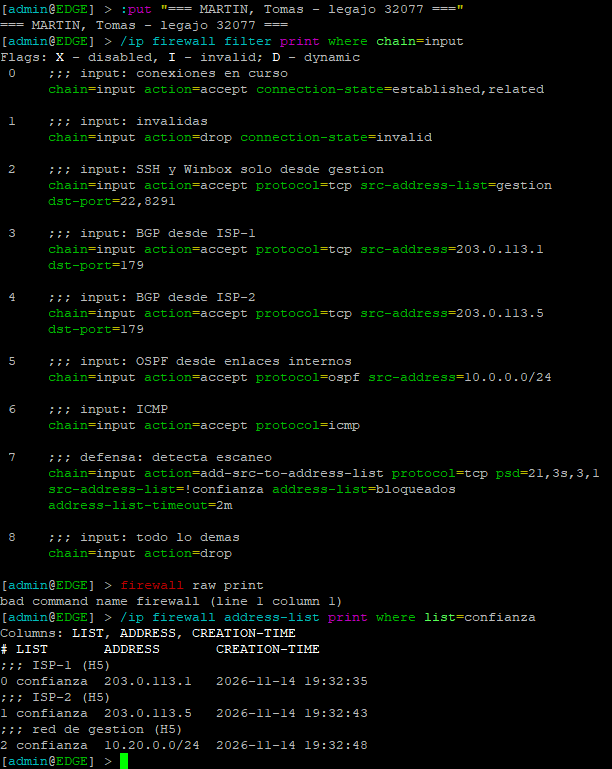 [admin@EDGE] > :put "=== MARTIN, Tomas - legajo 32077 ==="
=== MARTIN, Tomas - legajo 32077 ===
[admin@EDGE] > /ip firewall filter print where chain=input
Flags: X - disabled, I - invalid; D - dynamic
 0    ;;; input: conexiones en curso
      chain=input action=accept connection-state=established,related

 1    ;;; input: invalidas
      chain=input action=drop connection-state=invalid

 2    ;;; input: SSH y Winbox solo desde gestion
      chain=input action=accept protocol=tcp src-address-list=gestion
      dst-port=22,8291

 3    ;;; input: BGP desde ISP-1
      chain=input action=accept protocol=tcp src-address=203.0.113.1
      dst-port=179

 4    ;;; input: BGP desde ISP-2
      chain=input action=accept protocol=tcp src-address=203.0.113.5
      dst-port=179

 5    ;;; input: OSPF desde enlaces internos
      chain=input action=accept protocol=ospf src-address=10.0.0.0/24

 6    ;;; input: ICMP
      chain=input action=accept protocol=icmp

 7    ;;; defensa: detecta escaneo
      chain=input action=add-src-to-address-list protocol=tcp psd=21,3s,3,1
      src-address-list=!confianza address-list=bloqueados
      address-list-timeout=2m

 8    ;;; input: todo lo demas
      chain=input action=drop

[admin@EDGE] > firewall raw print
bad command name firewall (line 1 column 1)
[admin@EDGE] > /ip firewall address-list print where list=confianza
Columns: LIST, ADDRESS, CREATION-TIME
# LIST       ADDRESS       CREATION-TIME
;;; ISP-1 (H5)
0 confianza  203.0.113.1   2026-11-14 19:32:35
;;; ISP-2 (H5)
1 confianza  203.0.113.5   2026-11-14 19:32:43
;;; red de gestion (H5)
2 confianza  10.20.0.0/24  2026-11-14 19:32:48
[admin@EDGE] >